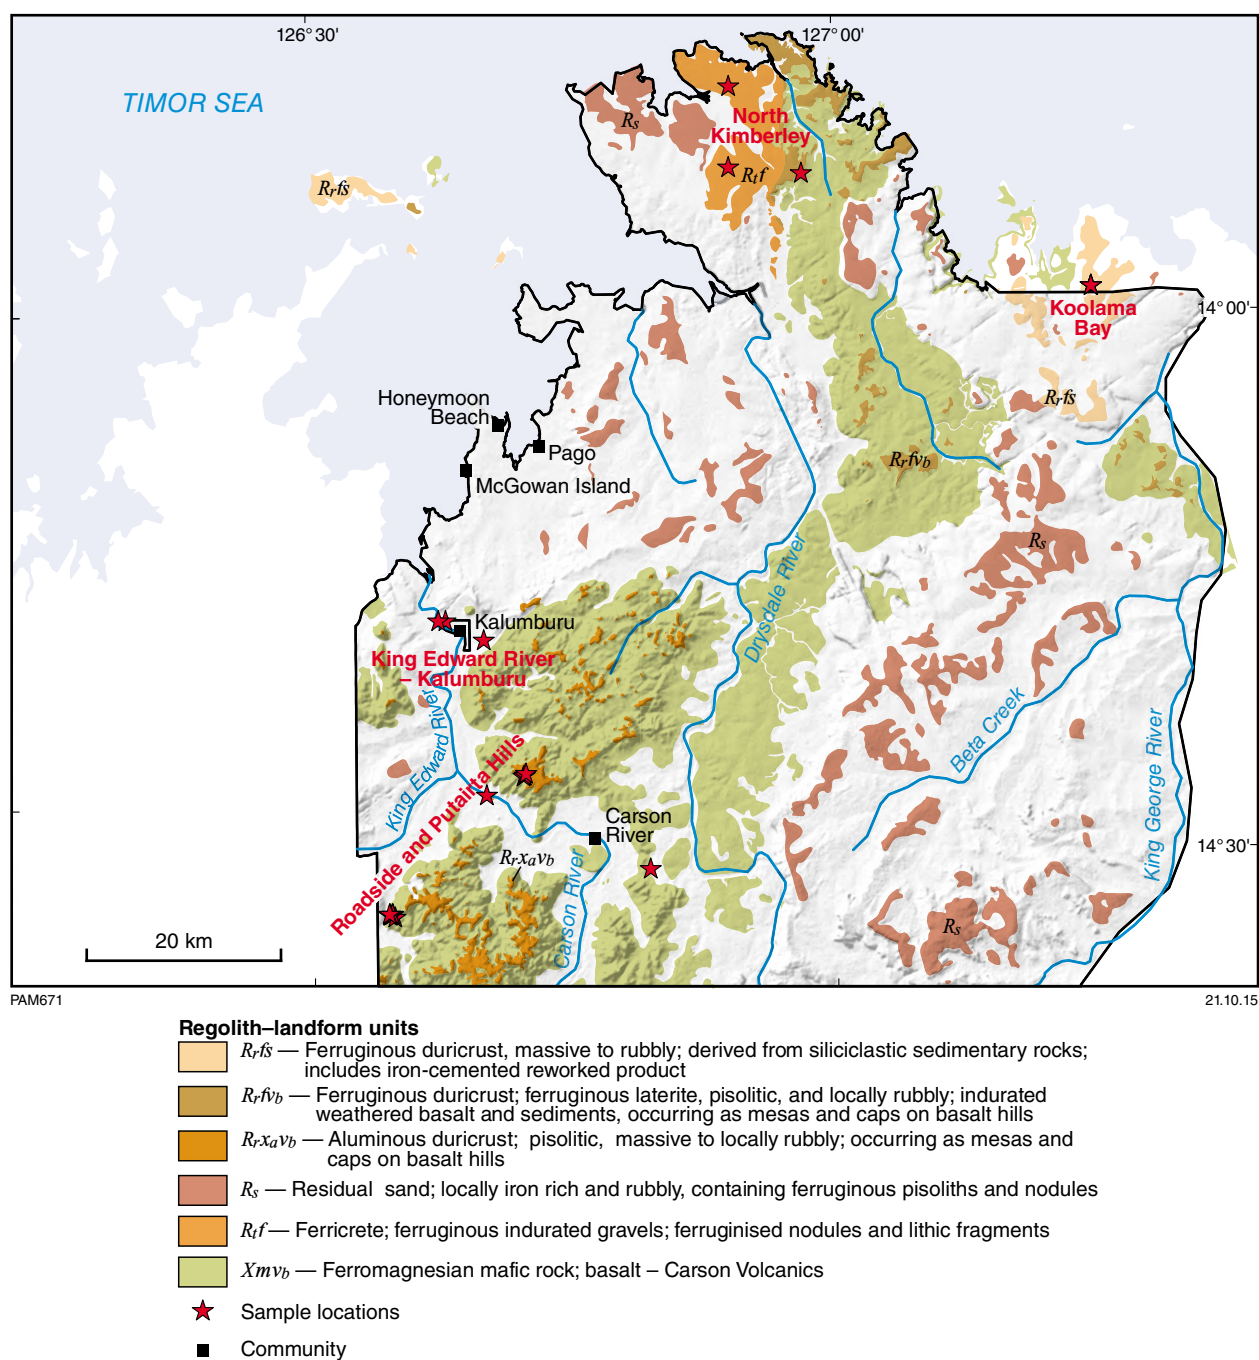 126° 30'
127° 00'
TIMOR SEA
Rs
North
Kimberley
Rtf
Rrfs
Koolama
Bay
14° 00'
Honeymoon
Beach
Pago
McGowan Island
Rrfs
Rrfvb
Rs
Drysdale River
Kalumburu
King Edward River
– Kalumburu
King Edward River
Beta Creek
King George River
Roadside and Putairta Hills
Carson
River
14° 30'
Rrxavb
Carson River
Rs
20 km
PAM671
21.10.15
Regolith–landform units
Rrfs — Ferruginous duricrust, massive to rubbly; derived from siliciclastic sedimentary rocks;
includes iron-cemented reworked product
Rrfvb — Ferruginous duricrust; ferruginous laterite, pisolitic, and locally rubbly; indurated
weathered basalt and sediments, occurring as mesas and caps on basalt hills
Rrxavb — Aluminous duricrust; pisolitic, massive to locally rubbly; occurring as mesas and
caps on basalt hills
Rs — Residual sand; locally iron rich and rubbly, containing ferruginous pisoliths and nodules
Rtf — Ferricrete; ferruginous indurated gravels; ferruginised nodules and lithic fragments
Xmvb — Ferromagnesian mafic rock; basalt – Carson Volcanics
Sample locations
Community